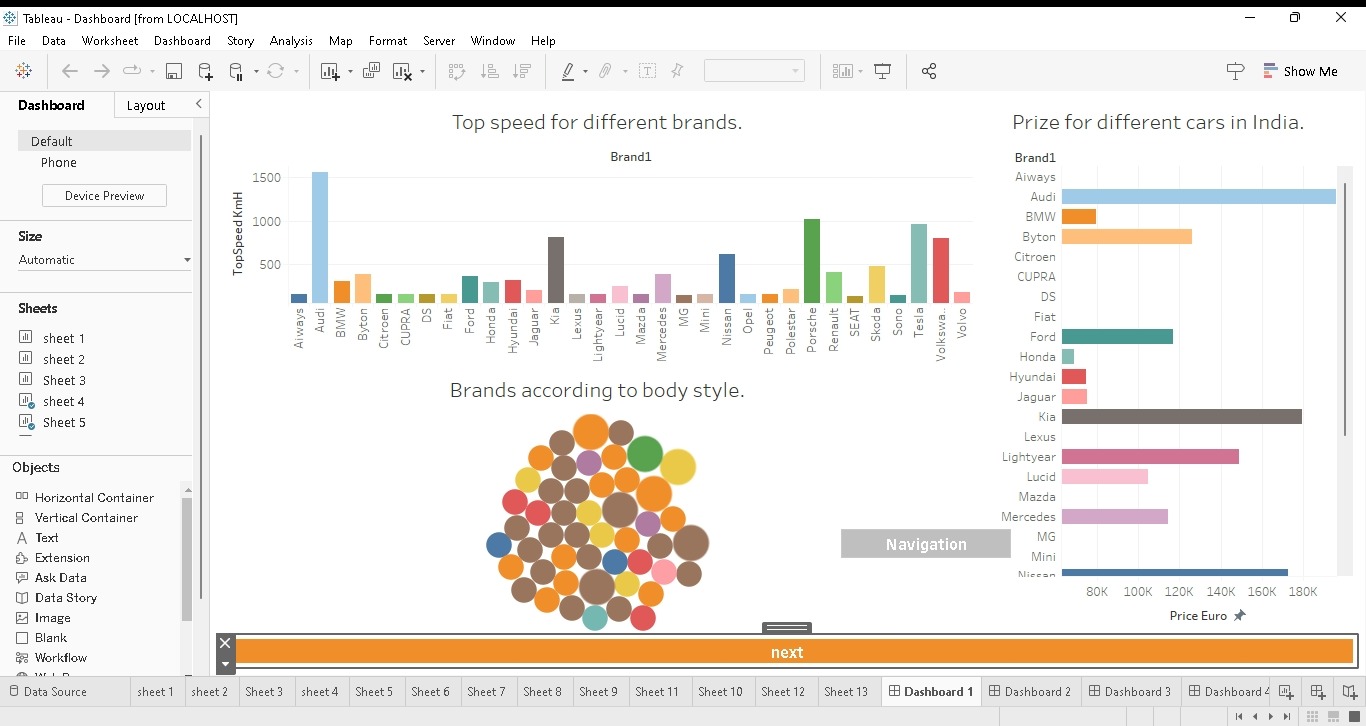 Tableau - Dashboard [from LOCALHOST]
File Data Worksheet Dashboard Story Analysis Map Format Server Window Help
Show Me
Dashboard Layout
Default
Phone
Device Preview
Size
Automatic
Sheets
sheet 1
sheet 2
Sheet 3
sheet 4
Sheet 5
Objects
Horizontal Container
Vertical Container
Text
Extension
Ask Data
Data Story
Image
Blank
Workflow
Top speed for different brands.
Brand1
TopSpeed KmH
1500
1000
500
Aiways
Audi
BMW
Byton
Citroen
CUPRA
DS
Fiat
Ford
Honda
Hyundai
Jaguar
Kia
Lexus
Lightyear
Lucid
Mazda
Mercedes
MG
Mini
Nissan
Opel
Peugeot
Polestar
Porsche
Renault
SEAT
Skoda
Sono
Tesla
Volkswa..
Volvo
Brands according to body style.
Navigation
Prize for different cars in India.
Brand1
Aiways
Audi
BMW
Byton
Citroen
CUPRA
DS
Fiat
Ford
Honda
Hyundai
Jaguar
Kia
Lexus
Lightyear
Lucid
Mazda
Mercedes
MG
Mini
Nissan
80K 100K 120K 140K 160K 180K
Price Euro
next
Data Source sheet 1 sheet 2 Sheet 3 sheet 4 Sheet 5 Sheet 6 Sheet 7 Sheet 8 Sheet 9 Sheet 11 Sheet 10 Sheet 12 Sheet 13 Dashboard 1 Dashboard 2 Dashboard 3 Dashboard 4